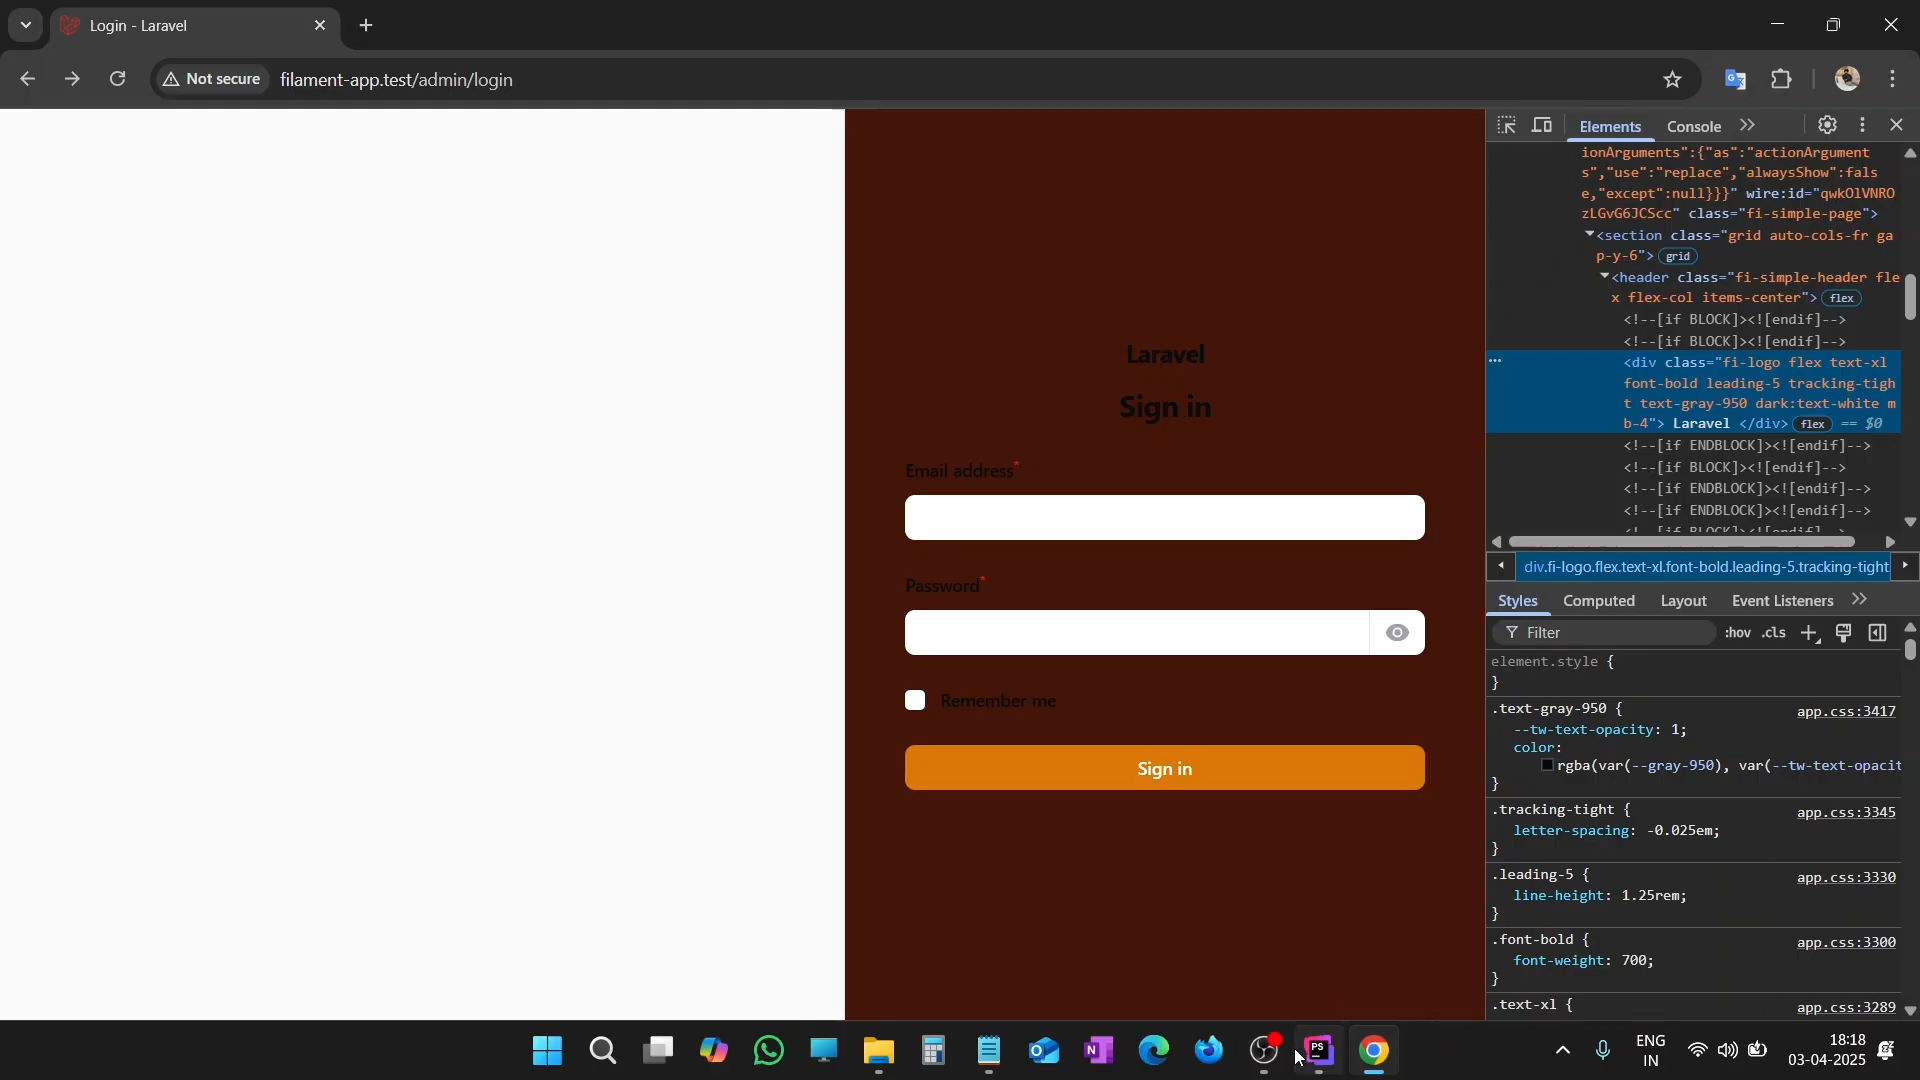 Login - Laravel
Not secure
filament-app.test/admin/login
Laravel
Sign in
Email address*
Password*
Remember me
Sign in
Elements
Console
ionArguments":{"as":"actionArgument
s","use":"replace","alwaysShow":fals
e,"except":null}}}" wire:id="qwkO1VNRO
zLGvG6JCScc" class="fi-simple-page">
<section class="grid auto-cols-fr ga
p-y-6"> grid
<header class="fi-simple-header fle
x flex-col items-center"> flex
<!--[if BLOCK]><![endif]-->
<!--[if BLOCK]><![endif]-->
<div class="fi-logo flex text-xl
font-bold leading-5 tracking-tigh
t text-gray-950 dark:text-white m
b-4"> Laravel </div> flex == $0
<!--[if ENDBLOCK]><![endif]-->
<!--[if BLOCK]><![endif]-->
<!--[if ENDBLOCK]><![endif]-->
<!--[if ENDBLOCK]><![endif]-->
<!--[if BLOCK]><![endif]-->
div.fi-logo.flex.text-xl.font-bold.leading-5.tracking-tight
Styles
Computed
Layout
Event Listeners
Filter
:hov
.cls
element.style {
}
.text-gray-950 { app.css:3417
--tw-text-opacity: 1;
color:
rgba(var(--gray-950), var(--tw-text-opacit
}
.tracking-tight { app.css:3345
letter-spacing: -0.025em;
}
.leading-5 { app.css:3330
line-height: 1.25rem;
}
.font-bold { app.css:3300
font-weight: 700;
}
.text-xl { app.css:3289
PS
ENG
IN
18:18
03-04-2025